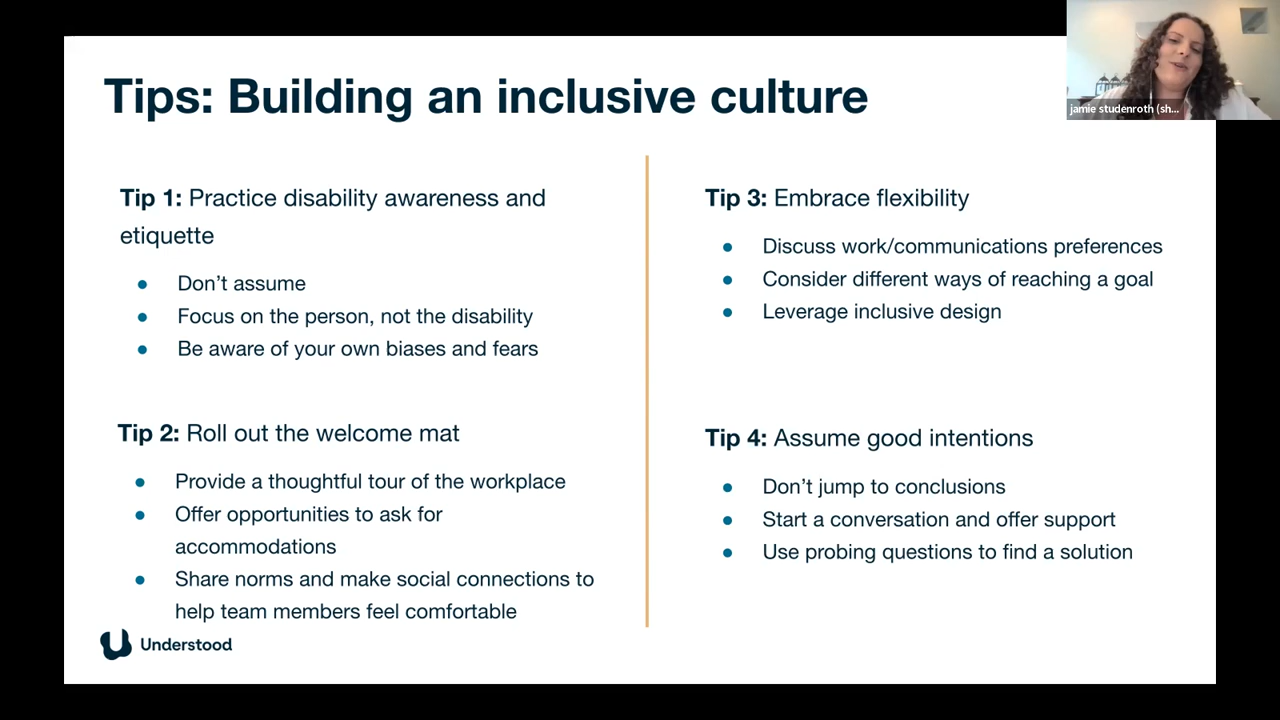 Tips: Building an inclusive culture
jamie studenroth (sh...
Tip 1: Practice disability awareness and
etiquette
● Don’t assume
● Focus on the person, not the disability
● Be aware of your own biases and fears
Tip 2: Roll out the welcome mat
● Provide a thoughtful tour of the workplace
● Offer opportunities to ask for
accommodations
● Share norms and make social connections to
help team members feel comfortable
Tip 3: Embrace flexibility
● Discuss work/communications preferences
● Consider different ways of reaching a goal
● Leverage inclusive design
Tip 4: Assume good intentions
● Don’t jump to conclusions
● Start a conversation and offer support
● Use probing questions to find a solution
Understood